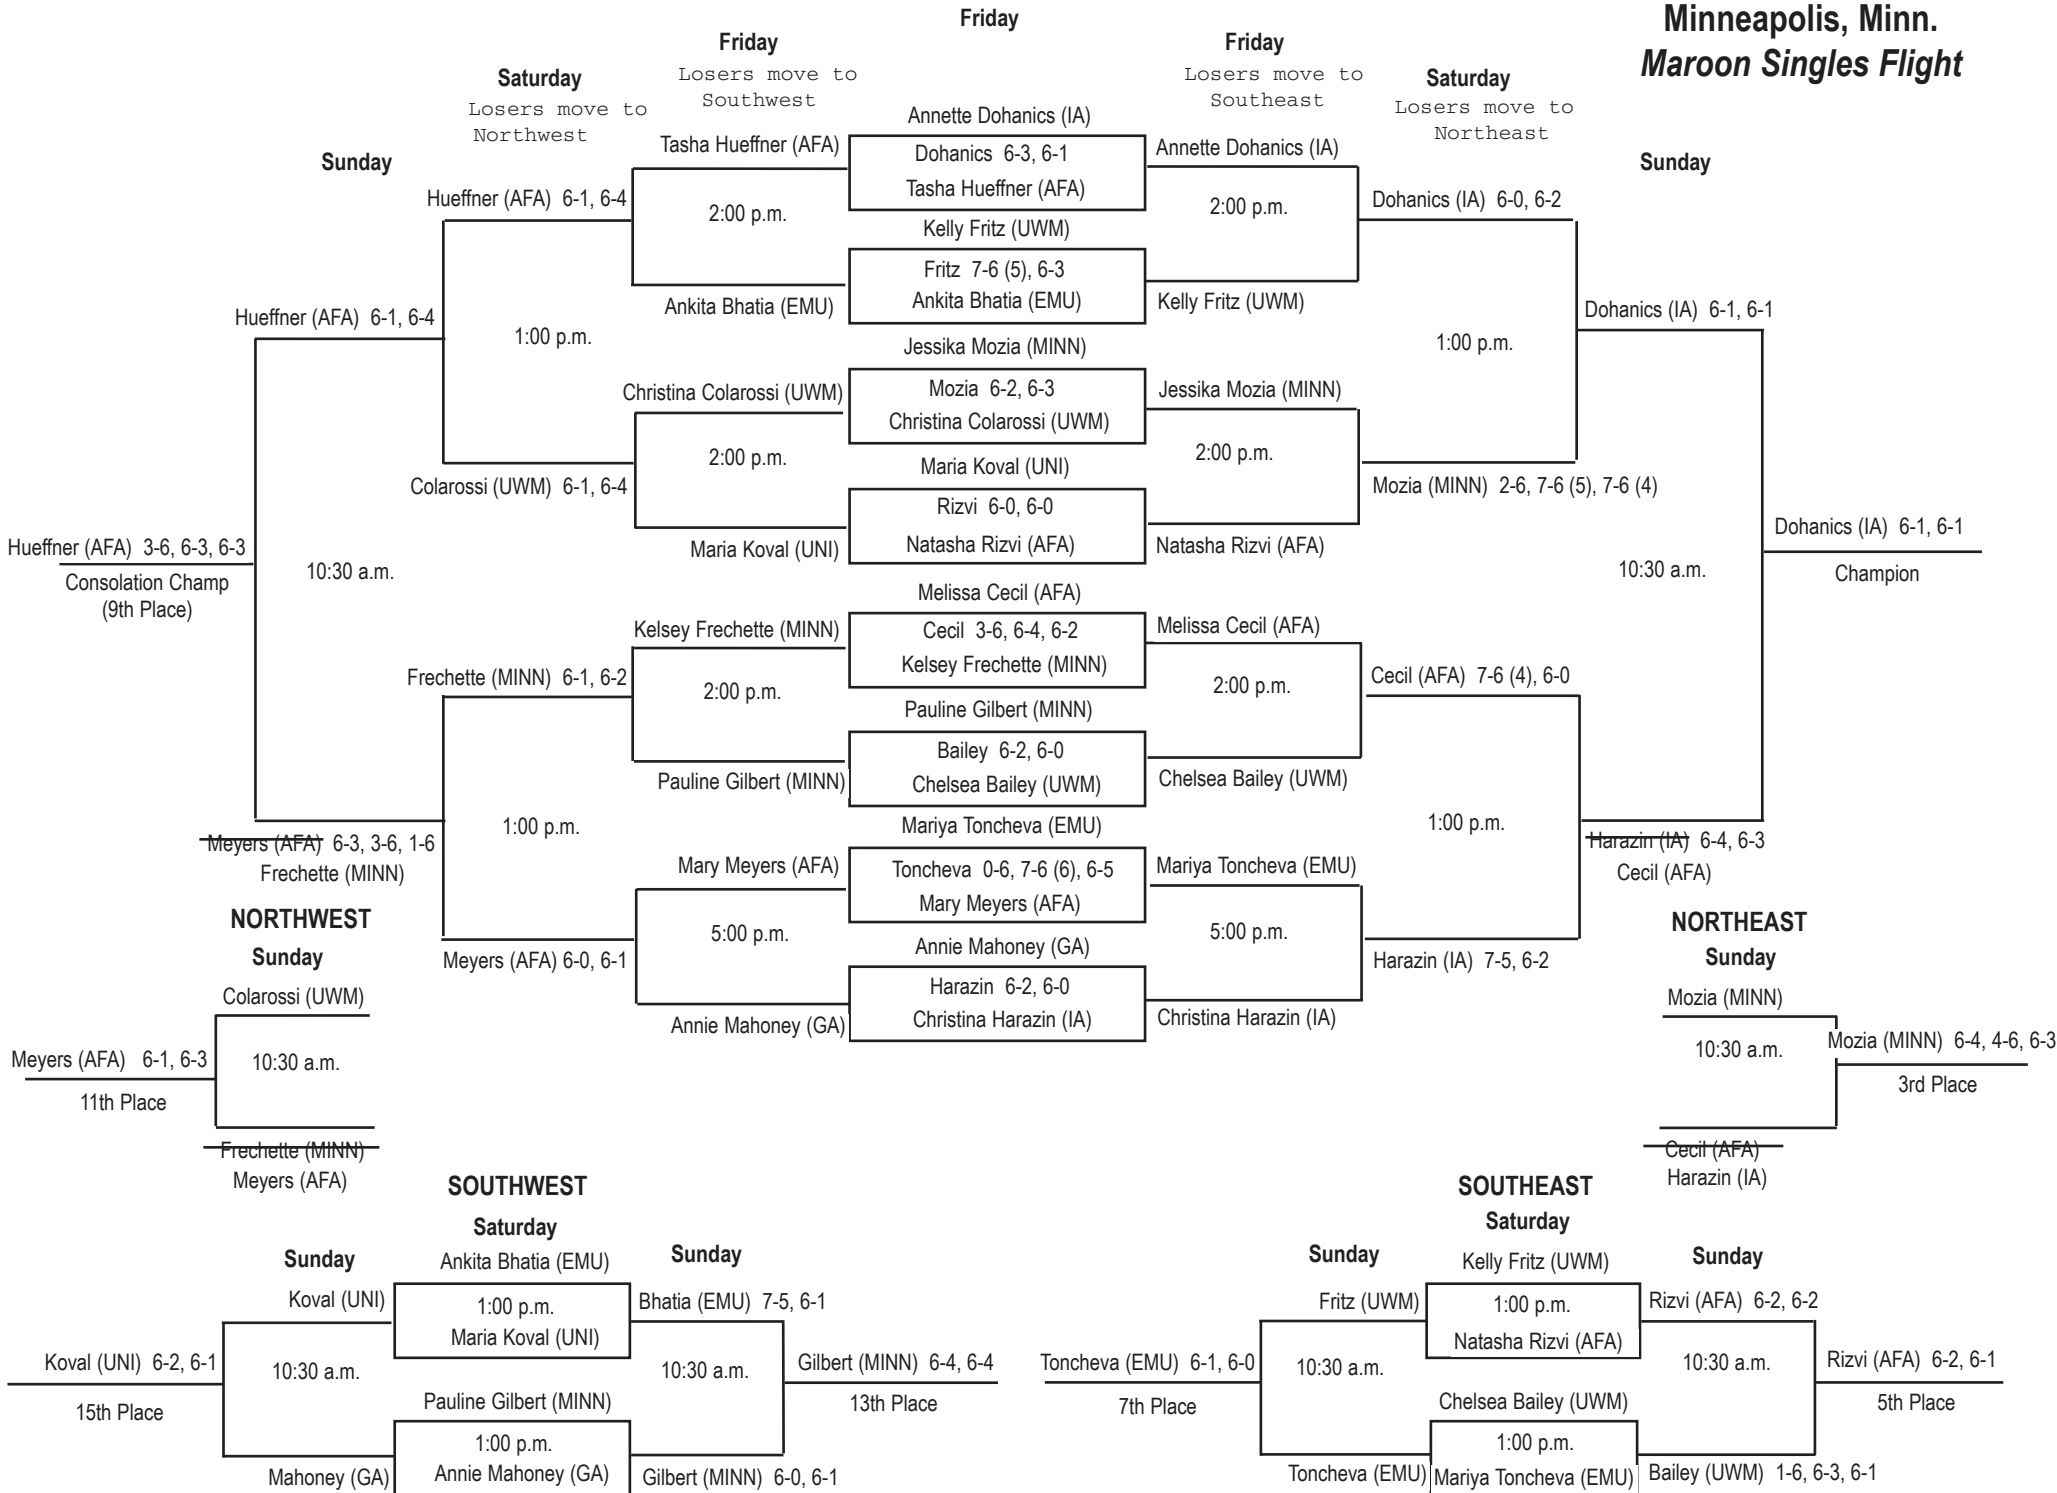 Minneapolis, Minn.
Maroon Singles Flight
Friday
Friday
Losers move to
Southwest
Friday
Losers move to
Southeast
Saturday
Losers move to
Northwest
Saturday
Losers move to
Northeast
Sunday
Sunday
Annette Dohanics (IA)
Dohanics 6-3, 6-1
Tasha Hueffner (AFA)
Kelly Fritz (UWM)
Fritz 7-6 (5), 6-3
Ankita Bhatia (EMU)
Jessika Mozia (MINN)
Mozia 6-2, 6-3
Christina Colarossi (UWM)
Maria Koval (UNI)
Rizvi 6-0, 6-0
Natasha Rizvi (AFA)
Melissa Cecil (AFA)
Cecil 3-6, 6-4, 6-2
Kelsey Frechette (MINN)
Pauline Gilbert (MINN)
Bailey 6-2, 6-0
Chelsea Bailey (UWM)
Mariya Toncheva (EMU)
Toncheva 0-6, 7-6 (6), 6-5
Mary Meyers (AFA)
Annie Mahoney (GA)
Harazin 6-2, 6-0
Christina Harazin (IA)
Tasha Hueffner (AFA)
2:00 p.m.
Ankita Bhatia (EMU)
Christina Colarossi (UWM)
2:00 p.m.
Maria Koval (UNI)
Kelsey Frechette (MINN)
2:00 p.m.
Pauline Gilbert (MINN)
Mary Meyers (AFA)
5:00 p.m.
Annie Mahoney (GA)
Hueffner (AFA) 6-1, 6-4
1:00 p.m.
Colarossi (UWM) 6-1, 6-4
Frechette (MINN) 6-1, 6-2
1:00 p.m.
Meyers (AFA) 6-0, 6-1
Hueffner (AFA) 6-1, 6-4
10:30 a.m.
Meyers (AFA) 6-3, 3-6, 1-6
Frechette (MINN)
Hueffner (AFA) 3-6, 6-3, 6-3
Consolation Champ
(9th Place)
Annette Dohanics (IA)
2:00 p.m.
Kelly Fritz (UWM)
Jessika Mozia (MINN)
2:00 p.m.
Natasha Rizvi (AFA)
Melissa Cecil (AFA)
2:00 p.m.
Chelsea Bailey (UWM)
Mariya Toncheva (EMU)
5:00 p.m.
Christina Harazin (IA)
Dohanics (IA) 6-0, 6-2
1:00 p.m.
Mozia (MINN) 2-6, 7-6 (5), 7-6 (4)
Cecil (AFA) 7-6 (4), 6-0
1:00 p.m.
Harazin (IA) 7-5, 6-2
Dohanics (IA) 6-1, 6-1
10:30 a.m.
Harazin (IA) 6-4, 6-3
Cecil (AFA)
Dohanics (IA) 6-1, 6-1
Champion
NORTHWEST
Sunday
Colarossi (UWM)
10:30 a.m.
Meyers (AFA) 6-1, 6-3
11th Place
Frechette (MINN)
Meyers (AFA)
NORTHEAST
Sunday
Mozia (MINN)
10:30 a.m.
Mozia (MINN) 6-4, 4-6, 6-3
3rd Place
Cecil (AFA)
Harazin (IA)
SOUTHWEST
Saturday
Sunday
Sunday
Ankita Bhatia (EMU)
1:00 p.m.
Maria Koval (UNI)
Pauline Gilbert (MINN)
1:00 p.m.
Annie Mahoney (GA)
Koval (UNI)
10:30 a.m.
Mahoney (GA)
Koval (UNI) 6-2, 6-1
15th Place
Bhatia (EMU) 7-5, 6-1
10:30 a.m.
Gilbert (MINN) 6-0, 6-1
Gilbert (MINN) 6-4, 6-4
13th Place
SOUTHEAST
Saturday
Sunday
Sunday
Kelly Fritz (UWM)
1:00 p.m.
Natasha Rizvi (AFA)
Chelsea Bailey (UWM)
1:00 p.m.
Mariya Toncheva (EMU)
Fritz (UWM)
10:30 a.m.
Toncheva (EMU)
Toncheva (EMU) 6-1, 6-0
7th Place
Rizvi (AFA) 6-2, 6-2
10:30 a.m.
Bailey (UWM) 1-6, 6-3, 6-1
Rizvi (AFA) 6-2, 6-1
5th Place